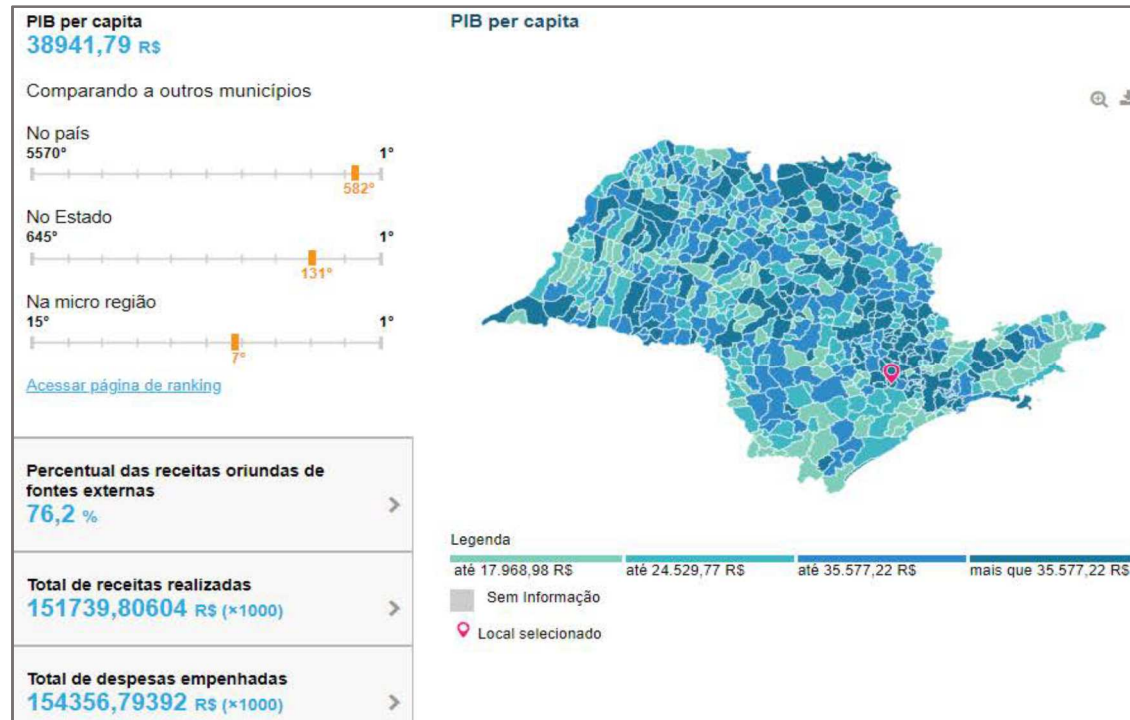 PIB per capita
38941,79 R$
Comparando a outros municípios
No país
5570° 1°
582°
No Estado
645° 1°
131°
Na micro região
15° 1°
7°
Acessar página de ranking
Percentual das receitas oriundas de
fontes externas
76,2 %
Total de receitas realizadas
151739,80604 R$ (×1000)
Total de despesas empenhadas
154356,79392 R$ (×1000)
PIB per capita
Legenda
até 17.968,98 R$ até 24.529,77 R$ até 35.577,22 R$ mais que 35.577,22 R$
Sem Informação
Local selecionado